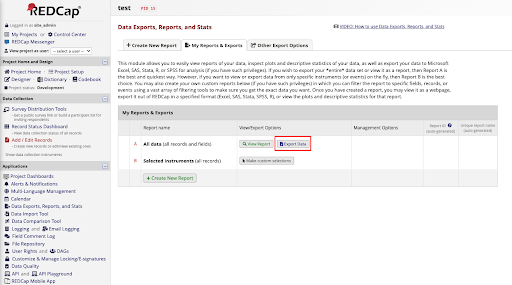 REDCap
Logged in as site_admin
My Projects or Control Center
REDCap Messenger
View project as user: -- select a user --
Project Home and Design
Project Home · Project Setup
Designer · Dictionary · Codebook
Project status: Development
Data Collection
Survey Distribution Tools
Get a public survey link or build a participant list for inviting respondents
Record Status Dashboard
View data collection status of all records
Add / Edit Records
Create new records or edit/view existing ones
Show data collection instruments
Applications
Project Dashboards
Alerts & Notifications
Multi-Language Management
Calendar
Data Exports, Reports, and Stats
Data Import Tool
Data Comparison Tool
Logging and Email Logging
Field Comment Log
File Repository
User Rights and DAGs
Customize & Manage Locking/E-signatures
Data Quality
API and API Playground
REDCap Mobile App
test PID 15
Data Exports, Reports, and Stats
VIDEO: How to use Data Exports, Reports, and Stats
+ Create New Report
My Reports & Exports
Other Export Options
This module allows you to easily view reports of your data, inspect plots and descriptive statistics of your data, as well as export your data to Microsoft
Excel, SAS, Stata, R, or SPSS for analysis (if you have such privileges). If you wish to export your *entire* data set or view it as a report, then Report A is
the best and quickest way. However, if you want to view or export data from only specific instruments (or events) on the fly, then Report B is the best
choice. You may also create your own custom reports below (if you have such privileges) in which you can filter the report to specific fields, records, or
events using a vast array of filtering tools to make sure you get the exact data you want. Once you have created a report, you may view it as a webpage,
export it out of REDCap in a specified format (Excel, SAS, Stata, SPSS, R), or view the plots and descriptive statistics for that report.
My Reports & Exports
Report name
View/Export Options
Management Options
Report ID (auto-generated)
Unique report name (auto-generated)
A All data (all records and fields) View Report Export Data
B Selected instruments (all records) Make custom selections
+ Create New Report